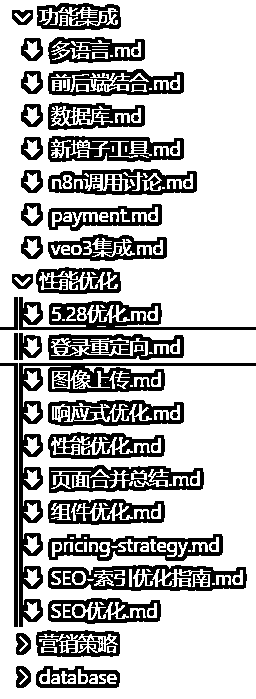 功能集成
多语言.md
前后端结合.md
数据库.md
新增子工具.md
n8n调用讨论.md
payment.md
veo3集成.md
性能优化
5.28优化.md
登录重定向.md
图像上传.md
响应式优化.md
性能优化.md
页面合并总结.md
组件优化.md
pricing-strategy.md
SEO-索引优化指南.md
SEO优化.md
营销策略
database